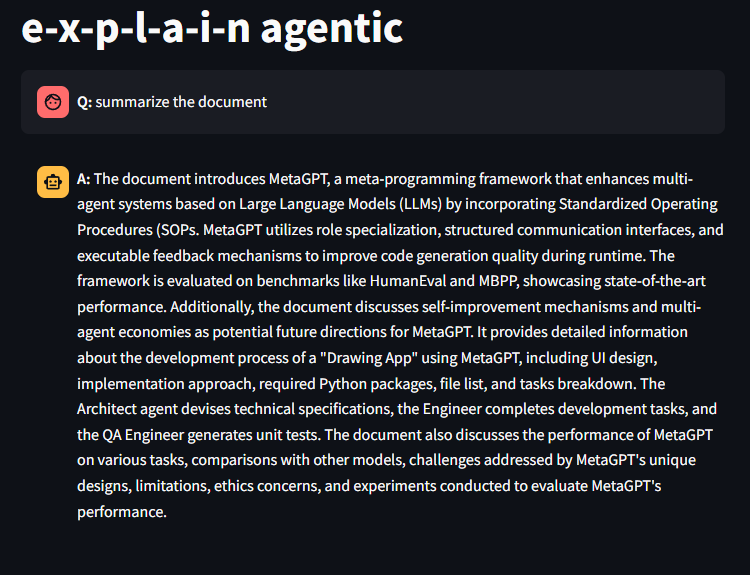 e-x-p-l-a-i-n agentic
Q: summarize the document
A: The document introduces MetaGPT, a meta-programming framework that enhances multi-
agent systems based on Large Language Models (LLMs) by incorporating Standardized Operating
Procedures (SOPs. MetaGPT utilizes role specialization, structured communication interfaces, and
executable feedback mechanisms to improve code generation quality during runtime. The
framework is evaluated on benchmarks like HumanEval and MBPP, showcasing state-of-the-art
performance. Additionally, the document discusses self-improvement mechanisms and multi-
agent economies as potential future directions for MetaGPT. It provides detailed information
about the development process of a "Drawing App" using MetaGPT, including UI design,
implementation approach, required Python packages, file list, and tasks breakdown. The
Architect agent devises technical specifications, the Engineer completes development tasks, and
the QA Engineer generates unit tests. The document also discusses the performance of MetaGPT
on various tasks, comparisons with other models, challenges addressed by MetaGPT's unique
designs, limitations, ethics concerns, and experiments conducted to evaluate MetaGPT's
performance.